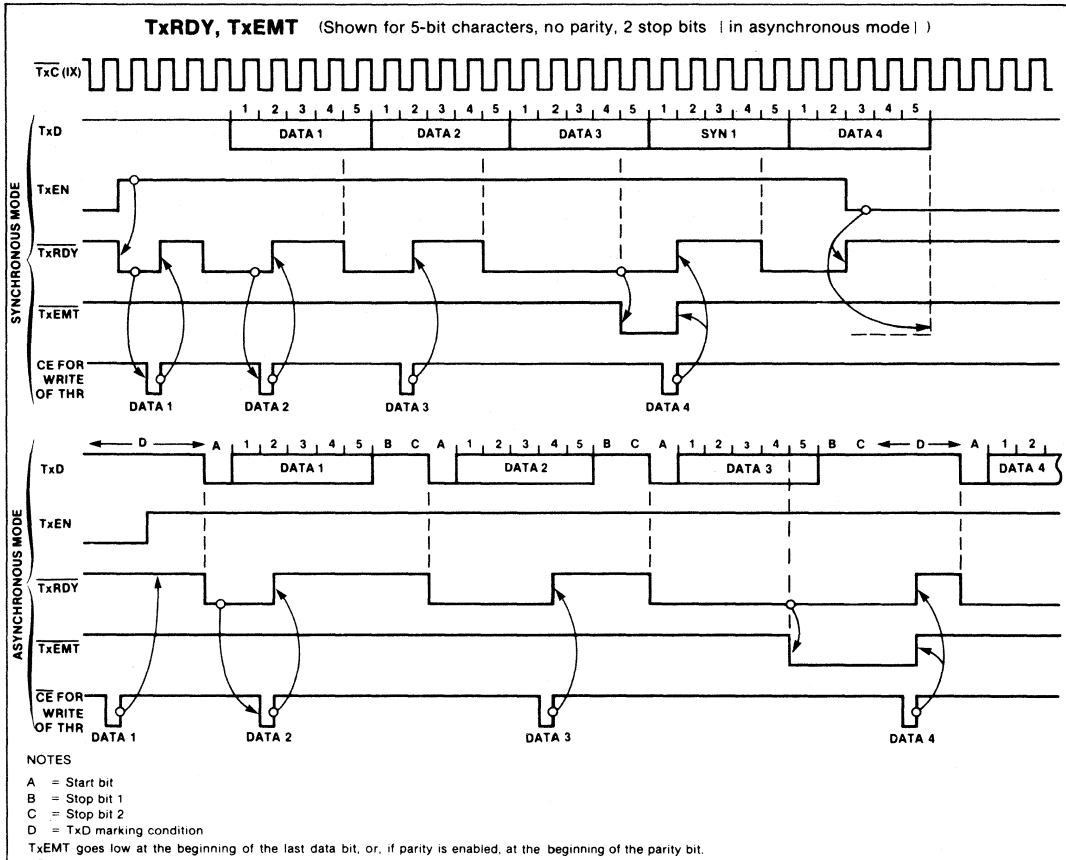 TxRDY, TxEMT (Shown for 5-bit characters, no parity, 2 stop bits [in asynchronous mode])
TxC (IX)
SYNCHRONOUS MODE
1 2 3 4 5 1 2 3 4 5 1 2 3 4 5 1 2 3 4 5 1 2 3 4 5
TxD DATA 1 DATA 2 DATA 3 SYN 1 DATA 4
TxEN
TxRDY
TxEMT
CE FOR
WRITE
OF THR
DATA 1 DATA 2 DATA 3 DATA 4
ASYNCHRONOUS MODE
D A 1 2 3 4 5 B C A 1 2 3 4 5 B C A 1 2 3 4 5 B C D A 1 2
TxD DATA 1 DATA 2 DATA 3 DATA 4
TxEN
TxRDY
TxEMT
CE FOR
WRITE
OF THR
DATA 1 DATA 2 DATA 3 DATA 4
NOTES
A = Start bit
B = Stop bit 1
C = Stop bit 2
D = TxD marking condition
TxEMT goes low at the beginning of the last data bit, or, if parity is enabled, at the beginning of the parity bit.